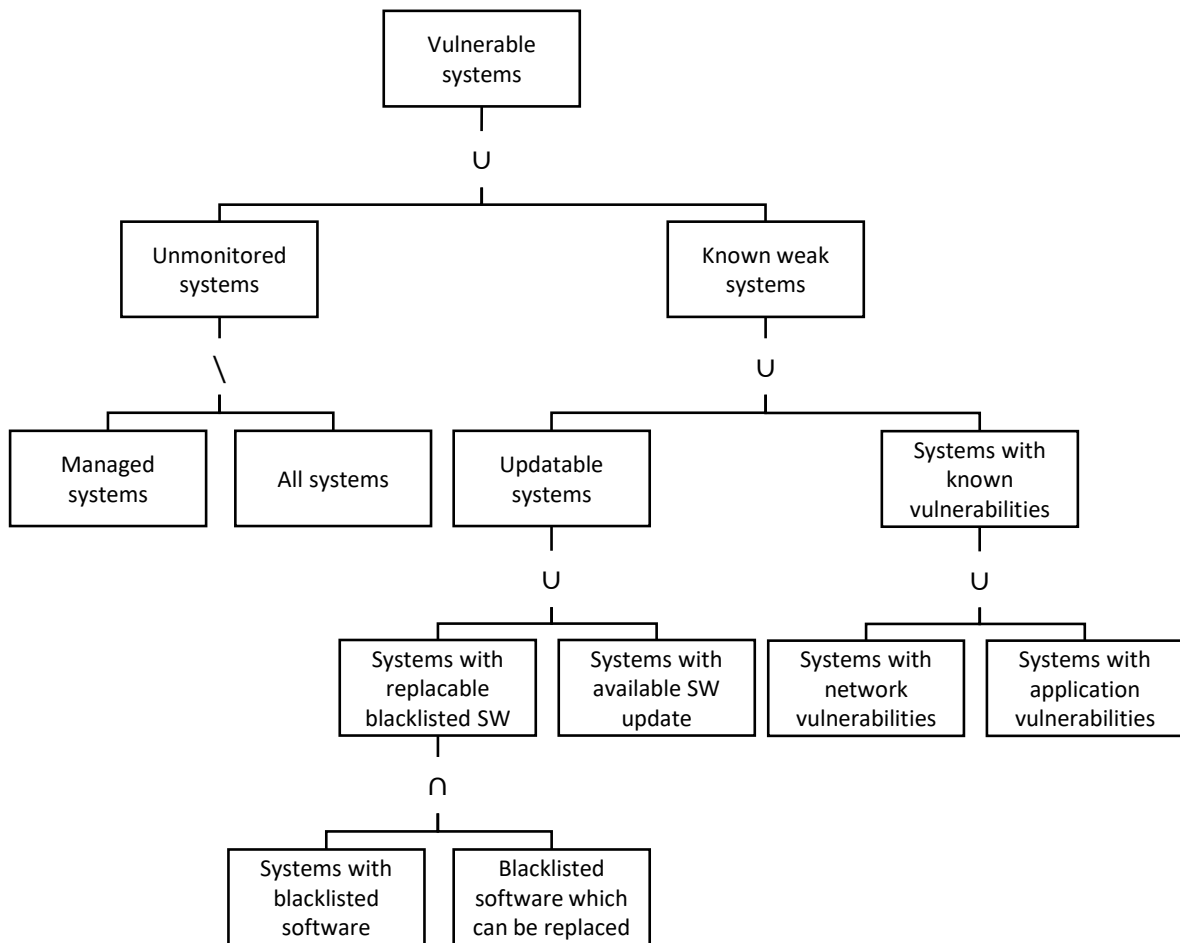 Vulnerable
systems
∪
Unmonitored
systems
Known weak
systems
\
∪
Managed
systems
All systems
Updatable
systems
Systems with
known
vulnerabilities
∪
∪
Systems with
replacable
blacklisted SW
Systems with
available SW
update
Systems with
network
vulnerabilities
Systems with
application
vulnerabilities
∩
Systems with
blacklisted
software
Blacklisted
software which
can be replaced